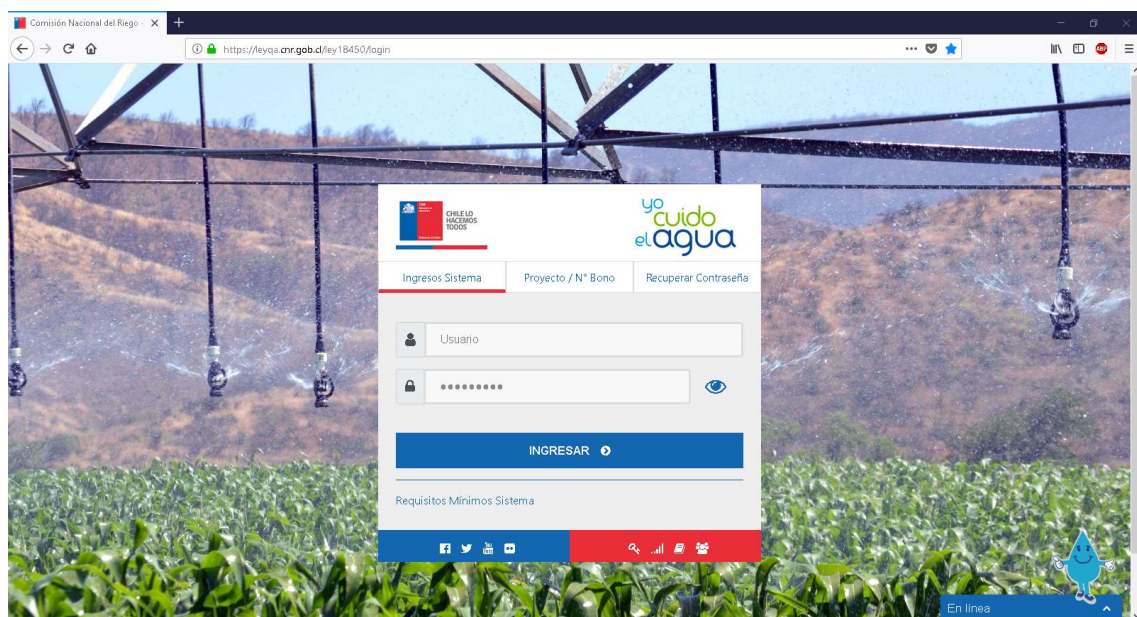 Comisión Nacional del Riego -
https://leyqa.cnr.gob.cl/ley18450/login
ABP
CHILE LO
HACEMOS
TODOS
yo
cuido
el agua
Ingresos Sistema
Proyecto / N° Bono
Recuperar Contraseña
Usuario
INGRESAR
Requisitos Mínimos Sistema
En línea